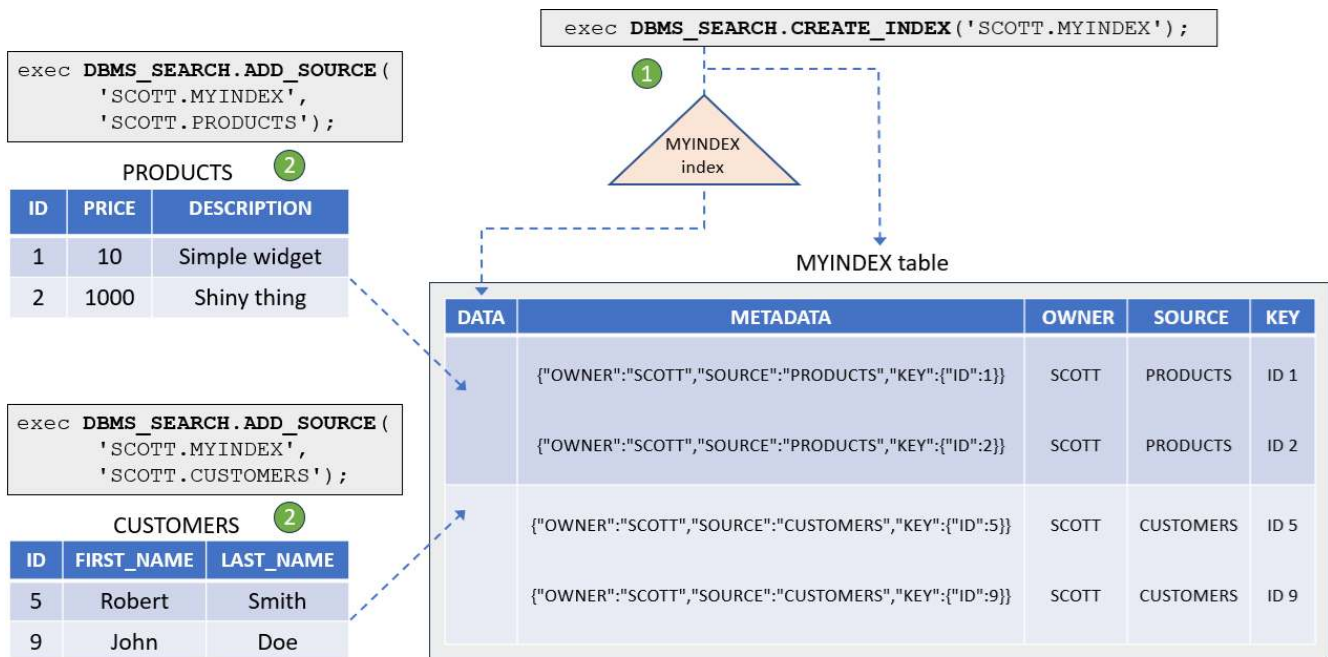 exec DBMS_SEARCH.CREATE_INDEX('SCOTT.MYINDEX');
1
MYINDEX
index
exec DBMS_SEARCH.ADD_SOURCE(
'SCOTT.MYINDEX',
'SCOTT.PRODUCTS');
PRODUCTS 2
ID PRICE DESCRIPTION
1 10 Simple widget
2 1000 Shiny thing
exec DBMS_SEARCH.ADD_SOURCE(
'SCOTT.MYINDEX',
'SCOTT.CUSTOMERS');
CUSTOMERS 2
ID FIRST_NAME LAST_NAME
5 Robert Smith
9 John Doe
MYINDEX table
DATA METADATA OWNER SOURCE KEY
{"OWNER":"SCOTT","SOURCE":"PRODUCTS","KEY":{"ID":1}} SCOTT PRODUCTS ID 1
{"OWNER":"SCOTT","SOURCE":"PRODUCTS","KEY":{"ID":2}} SCOTT PRODUCTS ID 2
{"OWNER":"SCOTT","SOURCE":"CUSTOMERS","KEY":{"ID":5}} SCOTT CUSTOMERS ID 5
{"OWNER":"SCOTT","SOURCE":"CUSTOMERS","KEY":{"ID":9}} SCOTT CUSTOMERS ID 9